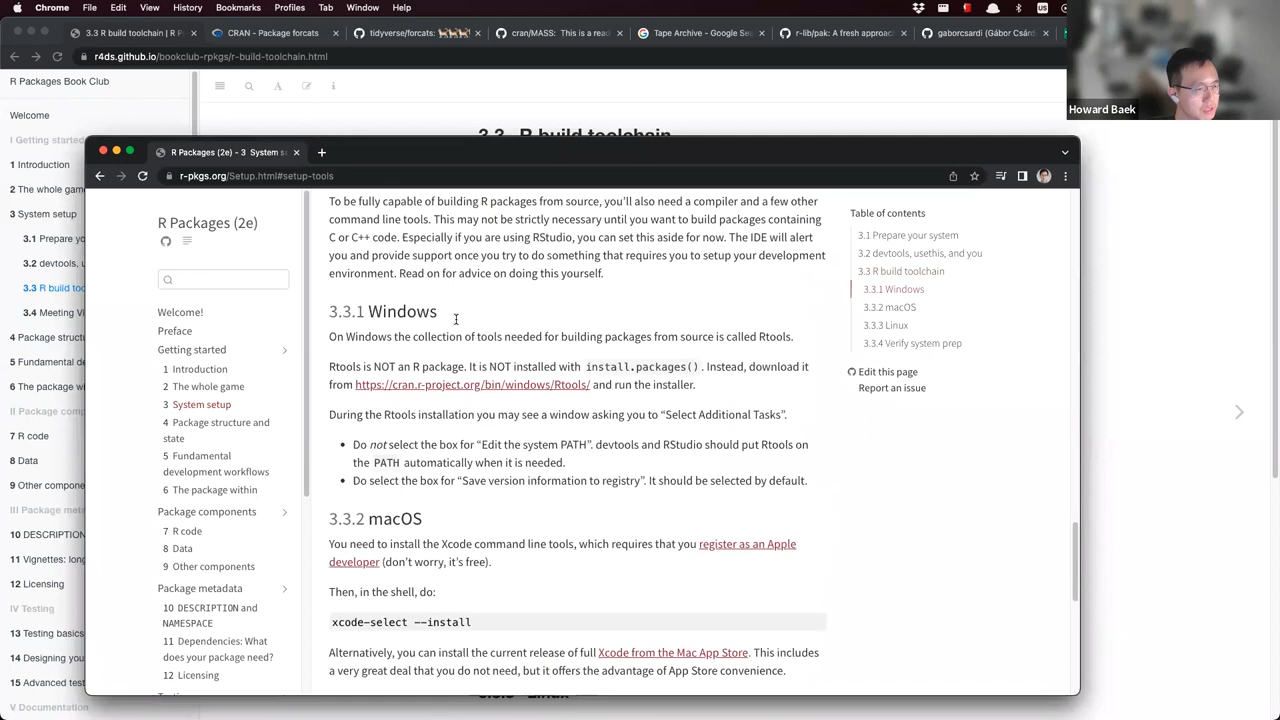 Chrome File Edit View History Bookmarks Profiles Tab Window Help
3.3 R build toolchain | R P
CRAN - Package forcats
tidyverse/forcats:
cran/MASS: This is a rea
Tape Archive - Google Se
r-lib/pak: A fresh approac
gaborcsardi (Gábor Csárd
r4ds.github.io/bookclub-rpkgs/r-build-toolchain.html
Howard Baek
R Packages Book Club
Welcome
I Getting started
1 Introduction
2 The whole game
3 System setup
3.1 Prepare yo
3.2 devtools, u
3.3 R build too
3.4 Meeting Vi
4 Package structu
5 Fundamental de
6 The package with
II Package comp
7 R code
8 Data
9 Other compone
III Package meta
10 DESCRIPTION
11 Vignettes: long
12 Licensing
IV Testing
13 Testing basics
14 Designing you
15 Advanced test
V Documentation
3.3 R build toolchain
R Packages (2e) - 3 System se
r-pkgs.org/Setup.html#setup-tools
R Packages (2e)
Welcome!
Preface
Getting started
1 Introduction
2 The whole game
3 System setup
4 Package structure and
state
5 Fundamental
development workflows
6 The package within
Package components
7 R code
8 Data
9 Other components
Package metadata
10 DESCRIPTION and
NAMESPACE
11 Dependencies: What
does your package need?
12 Licensing
To be fully capable of building R packages from source, you’ll also need a compiler and a few other
command line tools. This may not be strictly necessary until you want to build packages containing
C or C++ code. Especially if you are using RStudio, you can set this aside for now. The IDE will alert
you and provide support once you try to do something that requires you to setup your development
environment. Read on for advice on doing this yourself.
3.3.1 Windows
On Windows the collection of tools needed for building packages from source is called Rtools.
Rtools is NOT an R package. It is NOT installed with install.packages(). Instead, download it
from https://cran.r-project.org/bin/windows/Rtools/ and run the installer.
During the Rtools installation you may see a window asking you to “Select Additional Tasks”.
• Do not select the box for “Edit the system PATH”. devtools and RStudio should put Rtools on
the PATH automatically when it is needed.
• Do select the box for “Save version information to registry”. It should be selected by default.
3.3.2 macOS
You need to install the Xcode command line tools, which requires that you register as an Apple
developer (don’t worry, it’s free).
Then, in the shell, do:
xcode-select --install
Alternatively, you can install the current release of full Xcode from the Mac App Store. This includes
a very great deal that you do not need, but it offers the advantage of App Store convenience.
Table of contents
3.1 Prepare your system
3.2 devtools, usethis, and you
3.3 R build toolchain
3.3.1 Windows
3.3.2 macOS
3.3.3 Linux
3.3.4 Verify system prep
Edit this page
Report an issue